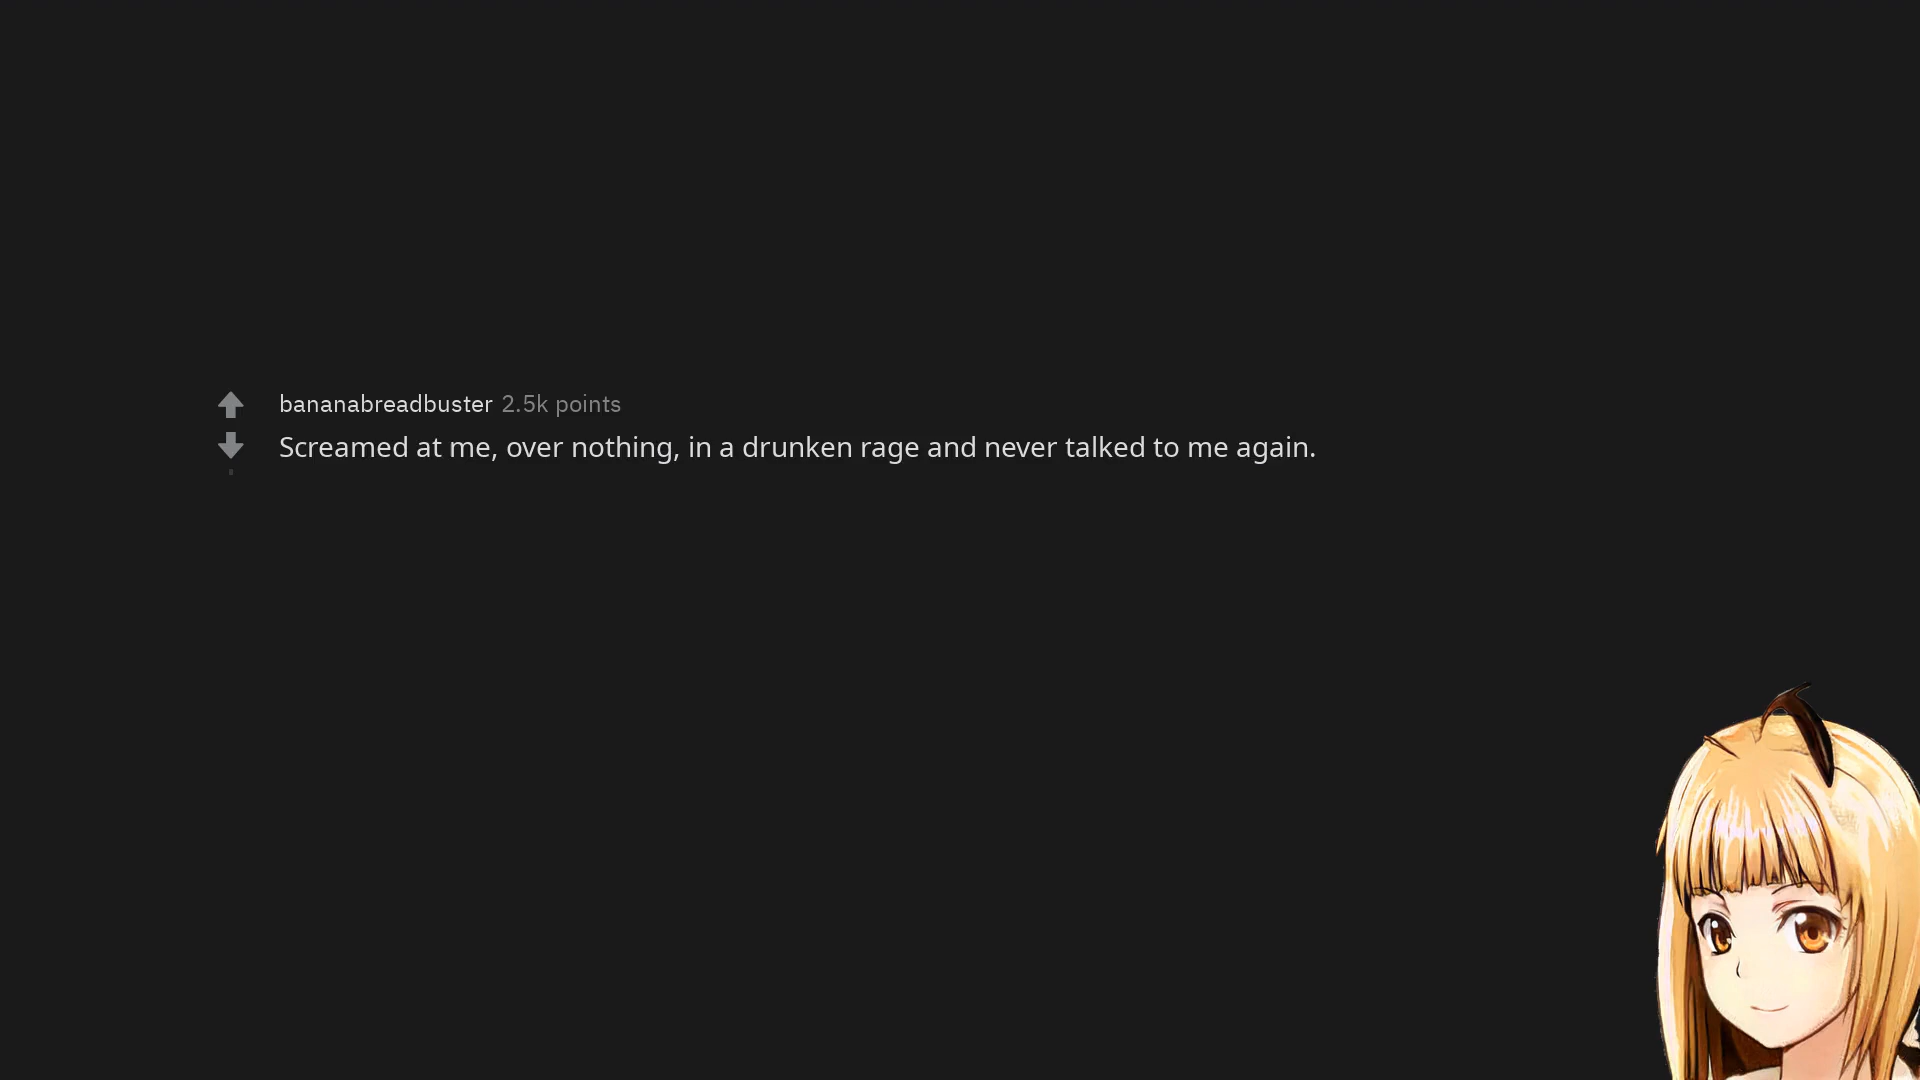 bananabreadbuster 2.5k points
Screamed at me, over nothing, in a drunken rage and never talked to me again.